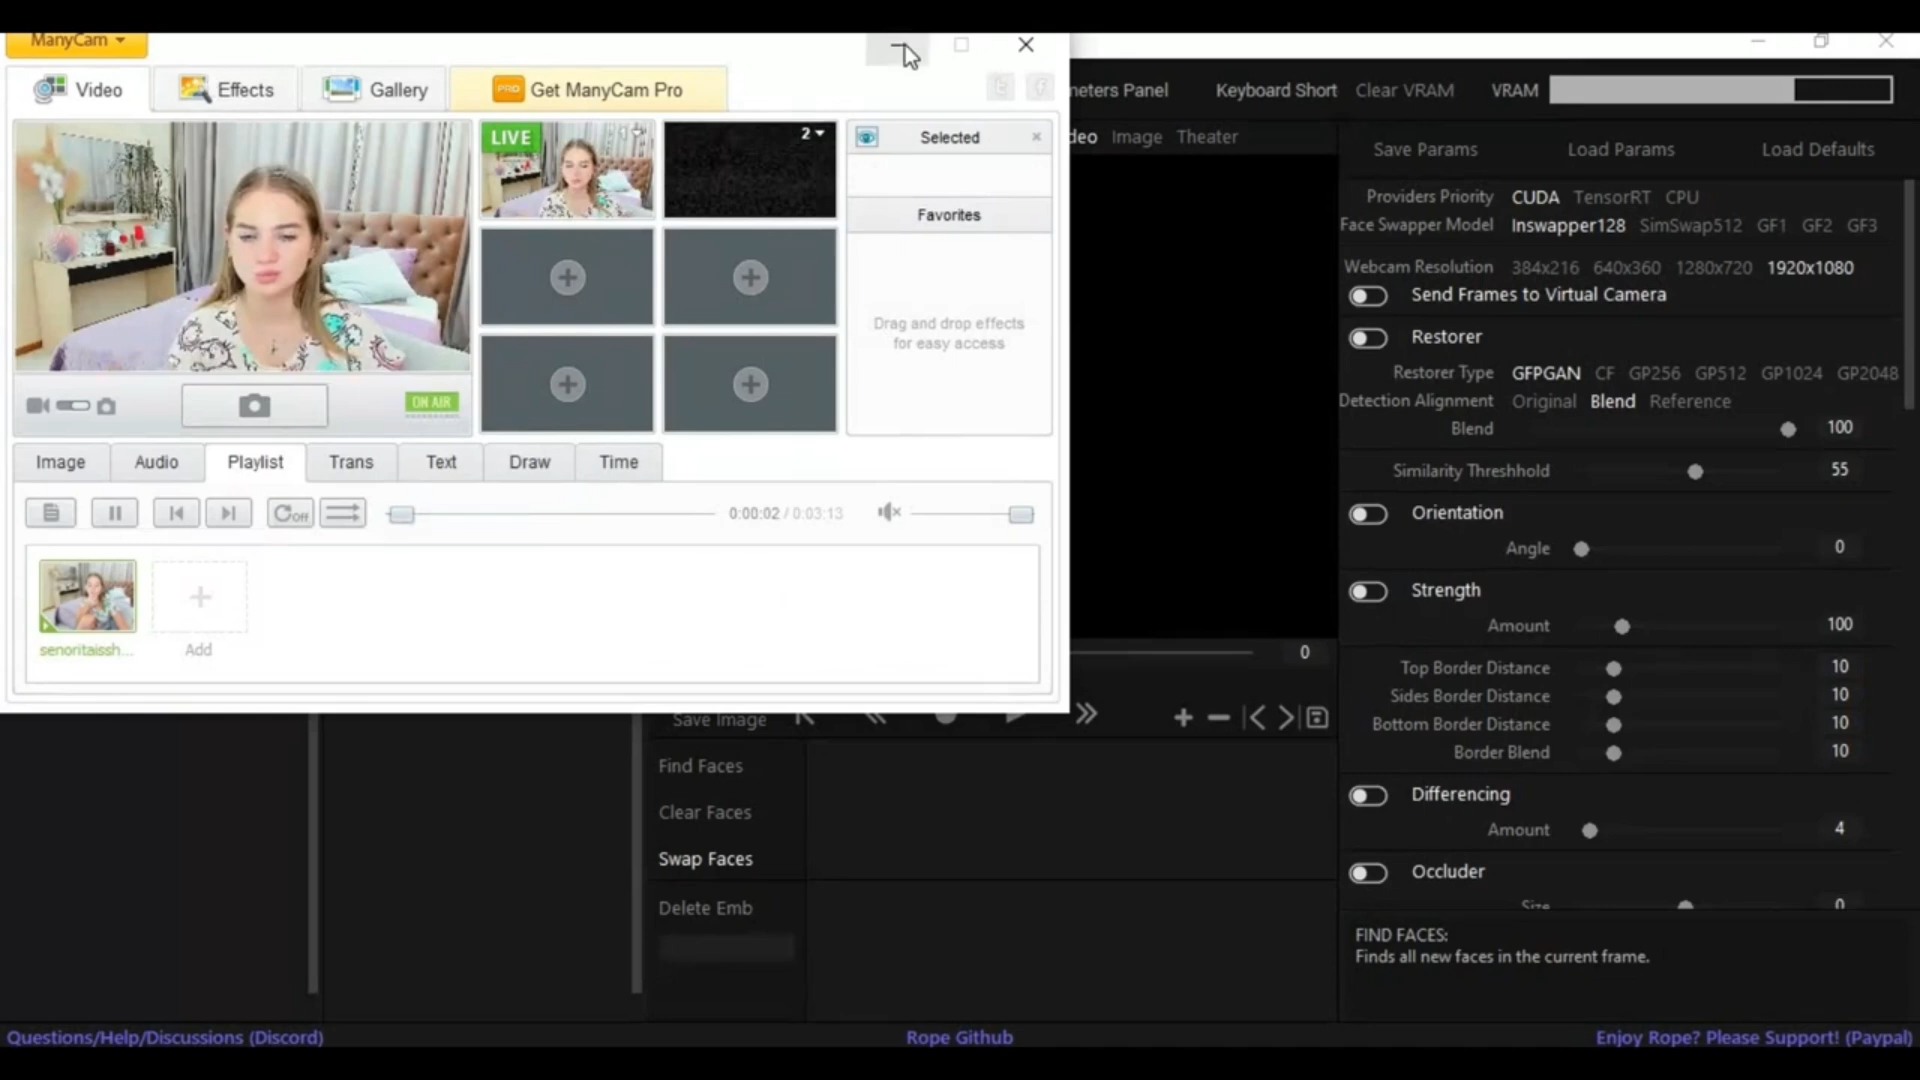 ManyCam
Video
Effects
Gallery
PRO Get ManyCam Pro
LIVE
2
Selected
Favorites
Drag and drop effects
for easy access
ON AIR
Image
Audio
Playlist
Trans
Text
Draw
Time
Off
0:00:02 / 0:03:13
senoritaissh...
Add
meters Panel
Keyboard Short
Clear VRAM
VRAM
deo
Image
Theater
Save Params
Load Params
Load Defaults
Providers Priority CUDA TensorRT CPU
Face Swapper Model Inswapper128 SimSwap512 GF1 GF2 GF3
Webcam Resolution 384x216 640x360 1280x720 1920x1080
Send Frames to Virtual Camera
Restorer
Restorer Type GFPGAN CF GP256 GP512 GP1024 GP2048
Detection Alignment Original Blend Reference
Blend 100
Similarity Threshhold 55
Orientation
Angle 0
Strength
Amount 100
Top Border Distance 10
Sides Border Distance 10
Bottom Border Distance 10
Border Blend 10
Differencing
Amount 4
Occluder
Size 0
0
Save Image
Find Faces
Clear Faces
Swap Faces
Delete Emb
FIND FACES:
Finds all new faces in the current frame.
Questions/Help/Discussions (Discord)
Rope Github
Enjoy Rope? Please Support! (Paypal)